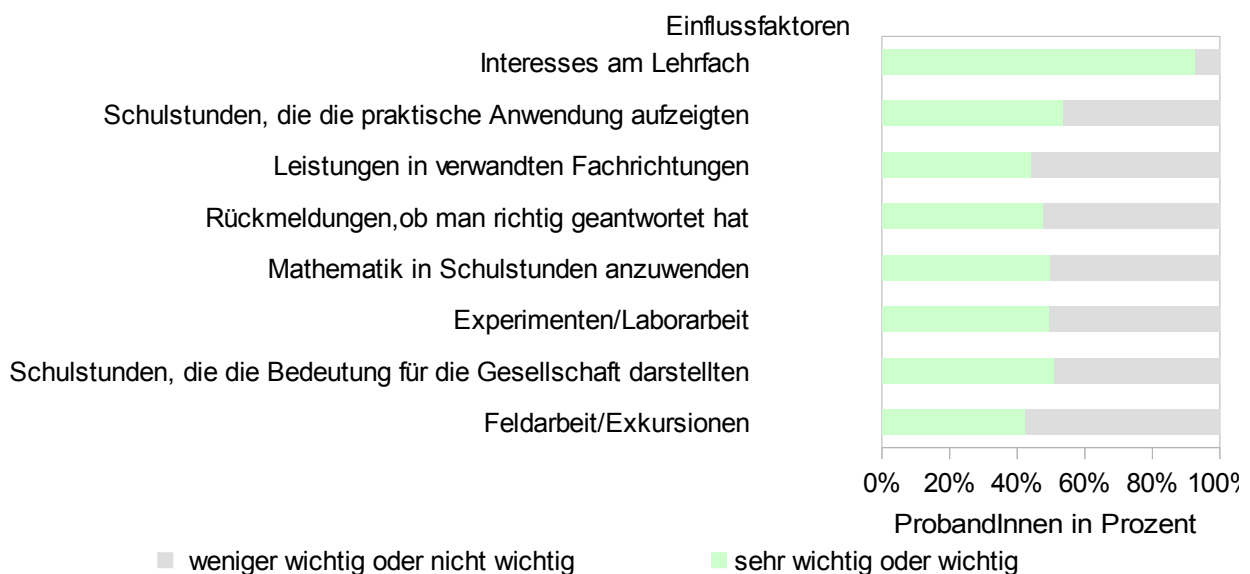 Einflussfaktoren
Interesses am Lehrfach
Schulstunden, die die praktische Anwendung aufzeigten
Leistungen in verwandten Fachrichtungen
Rückmeldungen,ob man richtig geantwortet hat
Mathematik in Schulstunden anzuwenden
Experimenten/Laborarbeit
Schulstunden, die die Bedeutung für die Gesellschaft darstellten
Feldarbeit/Exkursionen
0% 20% 40% 60% 80% 100%
ProbandInnen in Prozent
weniger wichtig oder nicht wichtig sehr wichtig oder wichtig